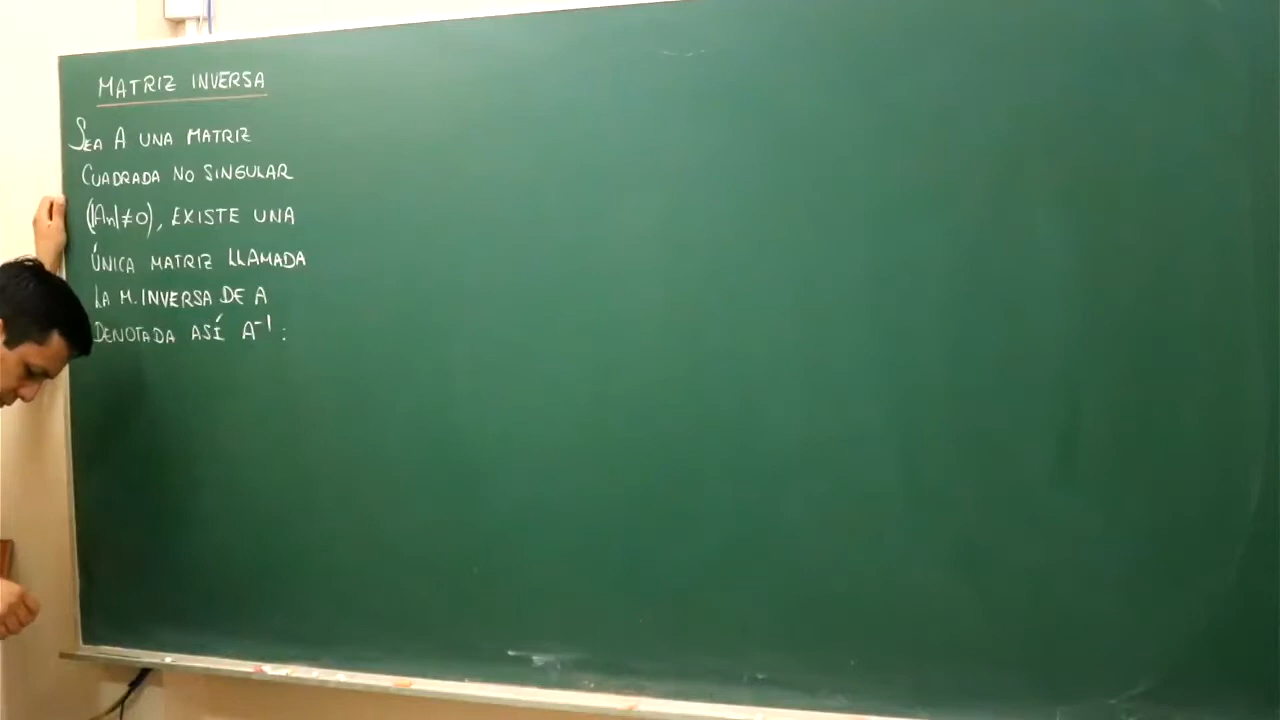 MATRIZ INVERSA
SEA A UNA MATRIZ
CUADRADA NO SINGULAR
(|An|≠0), EXISTE UNA
ÚNICA MATRIZ LLAMADA
LA M. INVERSA DE A
DENOTADA ASÍ A⁻¹: